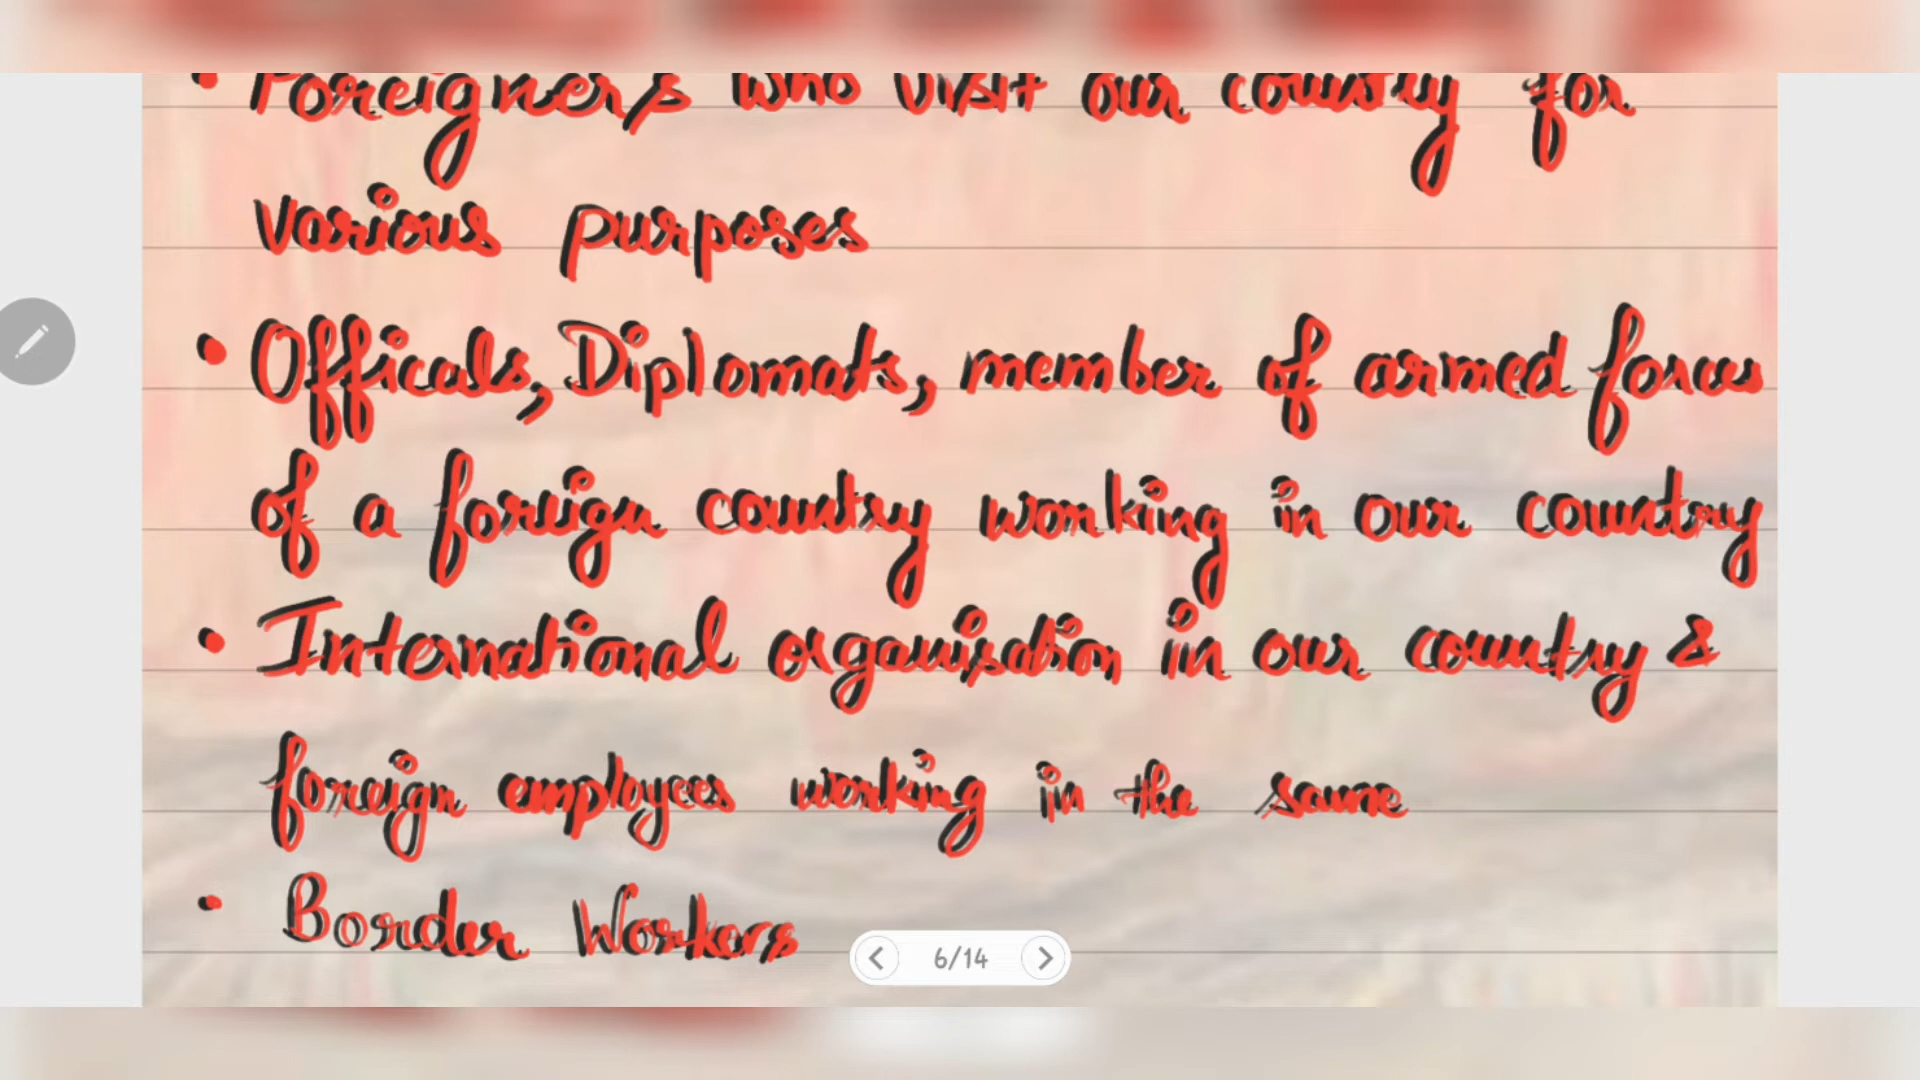 • Foreigners who visit our country for
various purposes
• Officals, Diplomats, member of armed forces
of a foreign country working in our country
• International organisation in our country &
foreign employees working in the same
• Border Workers
6/14